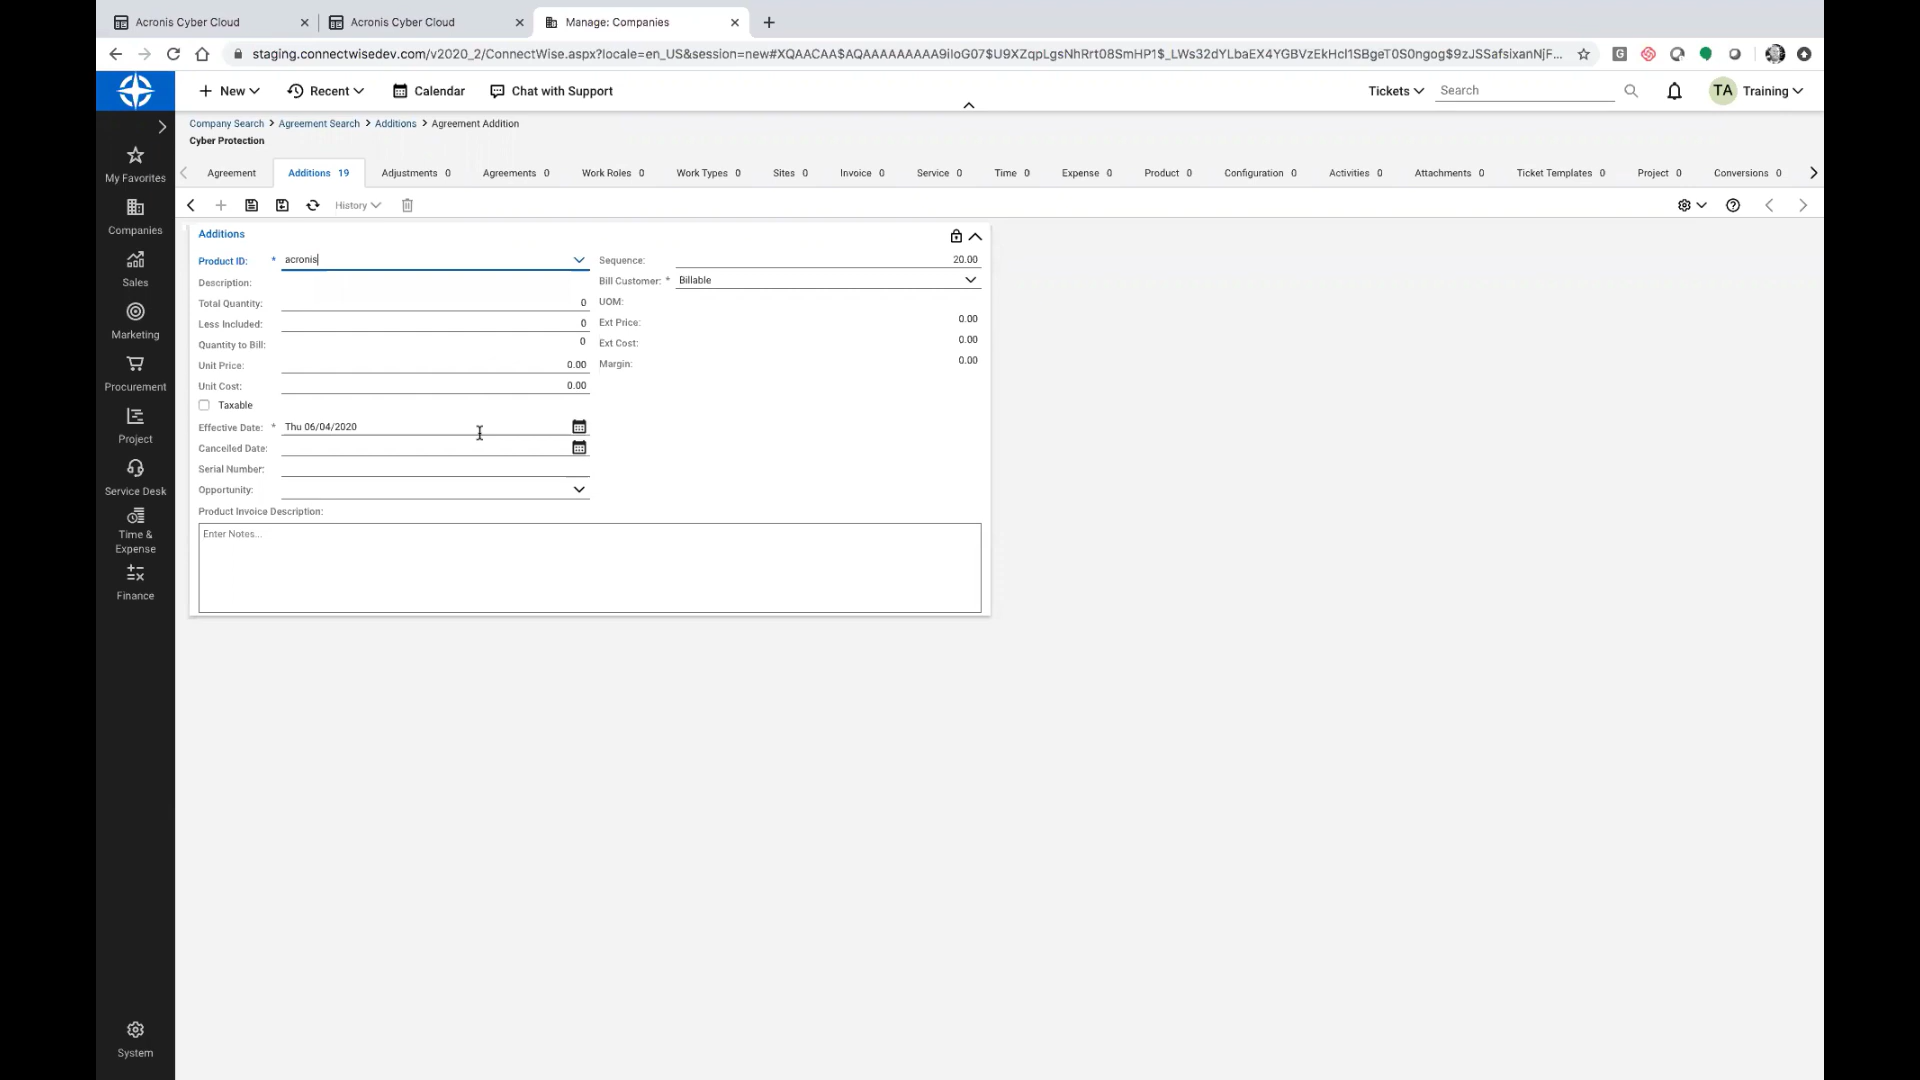 Acronis Cyber Cloud
Acronis Cyber Cloud
Manage: Companies
staging.connectwisedev.com/v2020_2/ConnectWise.aspx?locale=en_US&session=new#XQAACAA$AQAAAAAAAAA9iIoG07$U9XZqpLgsNhRrt08SmHP1$_LWs32dYLbaEX4YGBVzEkHcl1SBgeT0S0ngog$9zJSSafsixanNjF...
New
Recent
Calendar
Chat with Support
Tickets
Search
TA
Training
Company Search > Agreement Search > Additions > Agreement Addition
Cyber Protection
Agreement
Additions 19
Adjustments 0
Agreements 0
Work Roles 0
Work Types 0
Sites 0
Invoice 0
Service 0
Time 0
Expense 0
Product 0
Configuration 0
Activities 0
Attachments 0
Ticket Templates 0
Project 0
Conversions 0
History
My Favorites
Companies
Sales
Marketing
Procurement
Project
Service Desk
Time &
Expense
Finance
System
Additions
Product ID: * acronis
Description:
Total Quantity: 0
Less Included: 0
Quantity to Bill: 0
Unit Price: 0.00
Unit Cost: 0.00
Taxable
Effective Date: * Thu 06/04/2020
Cancelled Date:
Serial Number:
Opportunity:
Sequence: 20.00
Bill Customer: * Billable
UOM:
Ext Price: 0.00
Ext Cost: 0.00
Margin: 0.00
Product Invoice Description:
Enter Notes...